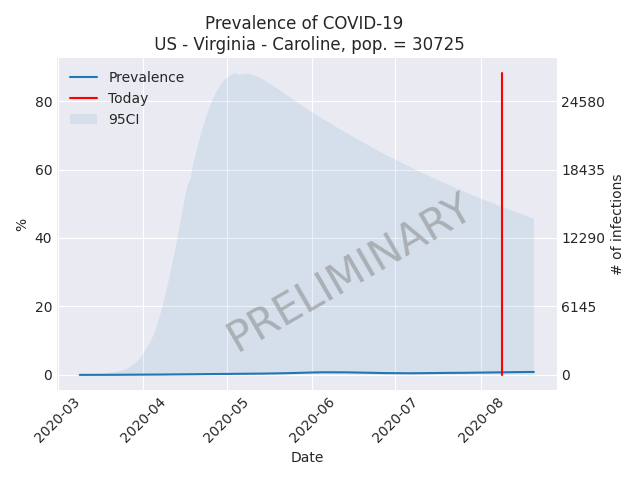 Prevalence of COVID-19
US - Virginia - Caroline, pop. = 30725
Prevalence
Today
95CI
80
60
40
20
0
%
24580
18435
12290
6145
0
# of infections
PRELIMINARY
2020-03
2020-04
2020-05
2020-06
2020-07
2020-08
Date